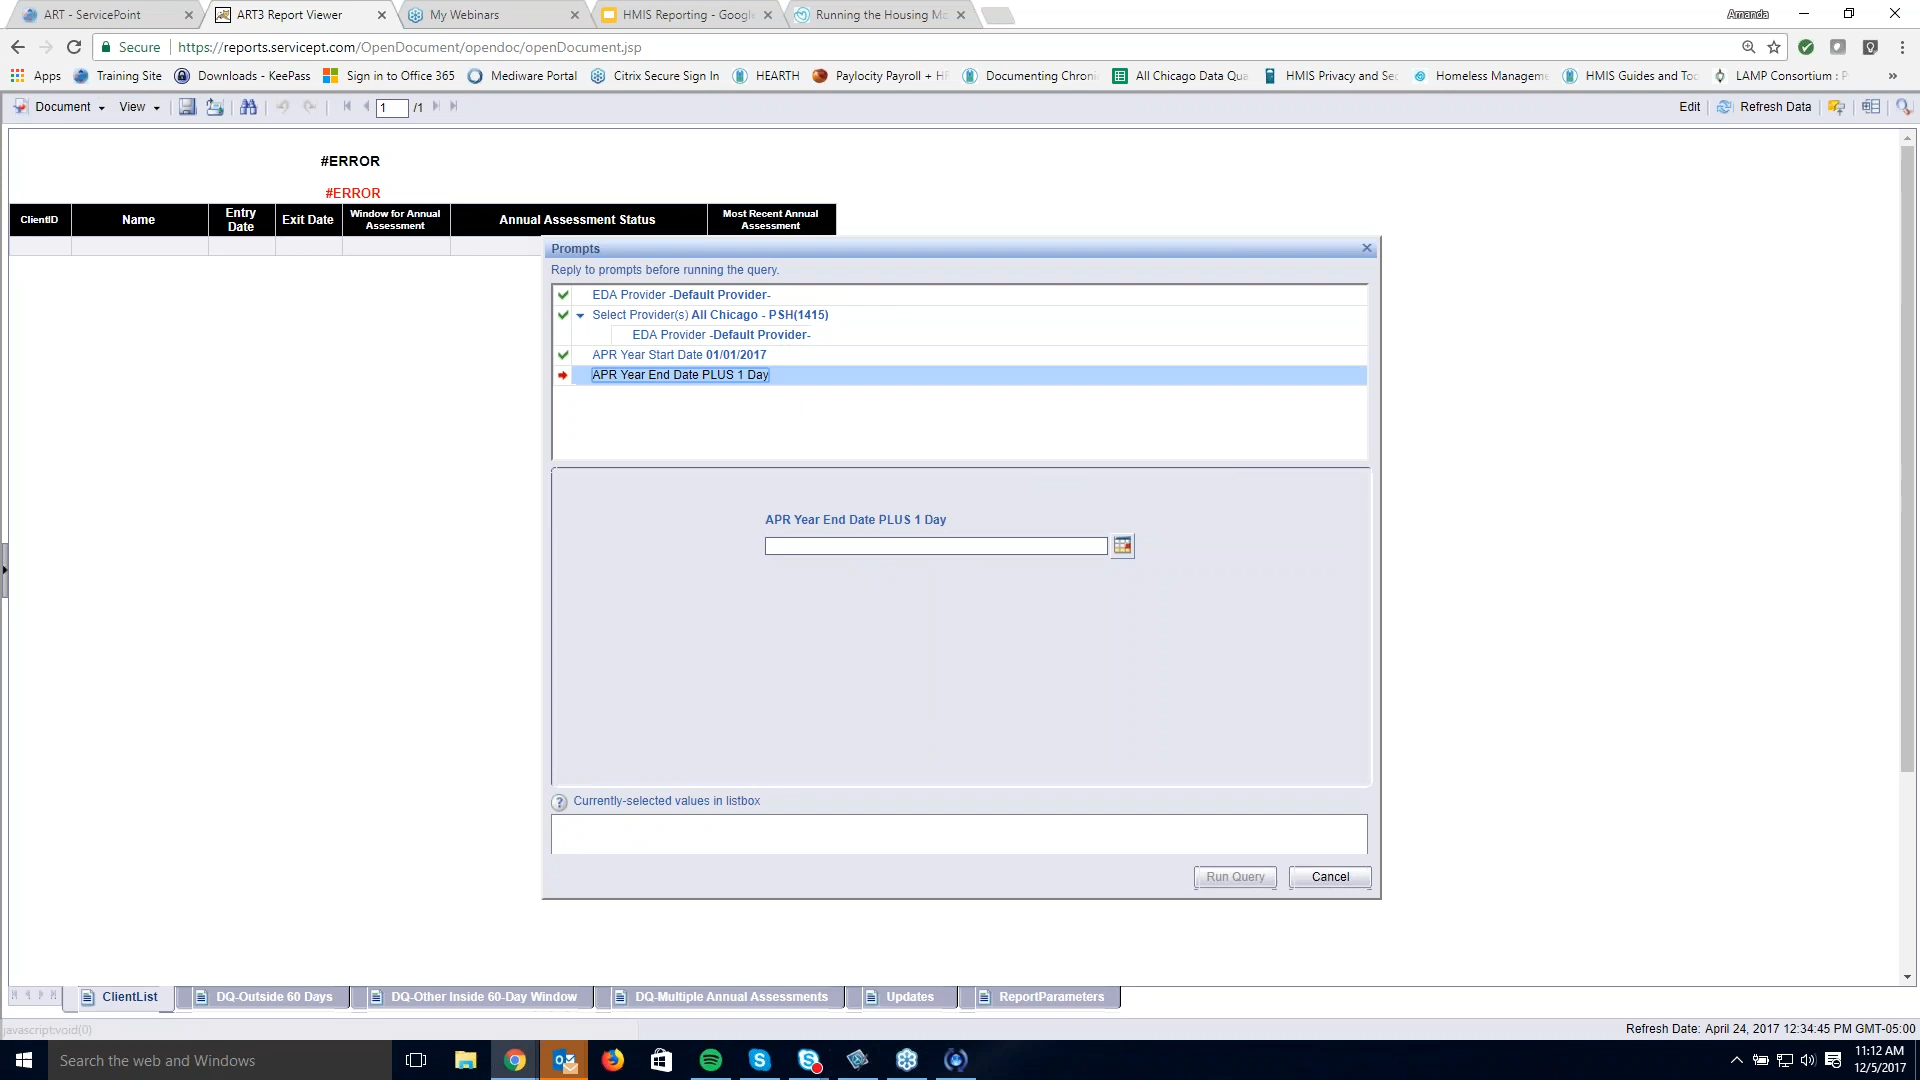 ART - ServicePoint
ART3 Report Viewer
My Webinars
HMIS Reporting - Google
Running the Housing Mo
Amanda
Secure
https://reports.servicept.com/OpenDocument/opendoc/openDocument.jsp
Apps
Training Site
Downloads - KeePass
Sign in to Office 365
Mediware Portal
Citrix Secure Sign In
HEARTH
Paylocity Payroll + HR
Documenting Chroni
All Chicago Data Qua
HMIS Privacy and Sec
Homeless Manageme
HMIS Guides and Too
LAMP Consortium : P
»
Document
View
1 /1
Edit
Refresh Data
#ERROR
#ERROR
ClientID
Name
Entry Date
Exit Date
Window for Annual Assessment
Annual Assessment Status
Most Recent Annual Assessment
Prompts
Reply to prompts before running the query.
EDA Provider -Default Provider-
Select Provider(s) All Chicago - PSH(1415)
EDA Provider -Default Provider-
APR Year Start Date 01/01/2017
APR Year End Date PLUS 1 Day
APR Year End Date PLUS 1 Day
Currently-selected values in listbox
Run Query
Cancel
ClientList
DQ-Outside 60 Days
DQ-Other Inside 60-Day Window
DQ-Multiple Annual Assessments
Updates
ReportParameters
javascript:void(0)
Refresh Date: April 24, 2017 12:34:45 PM GMT-05:00
Search the web and Windows
11:12 AM
12/5/2017